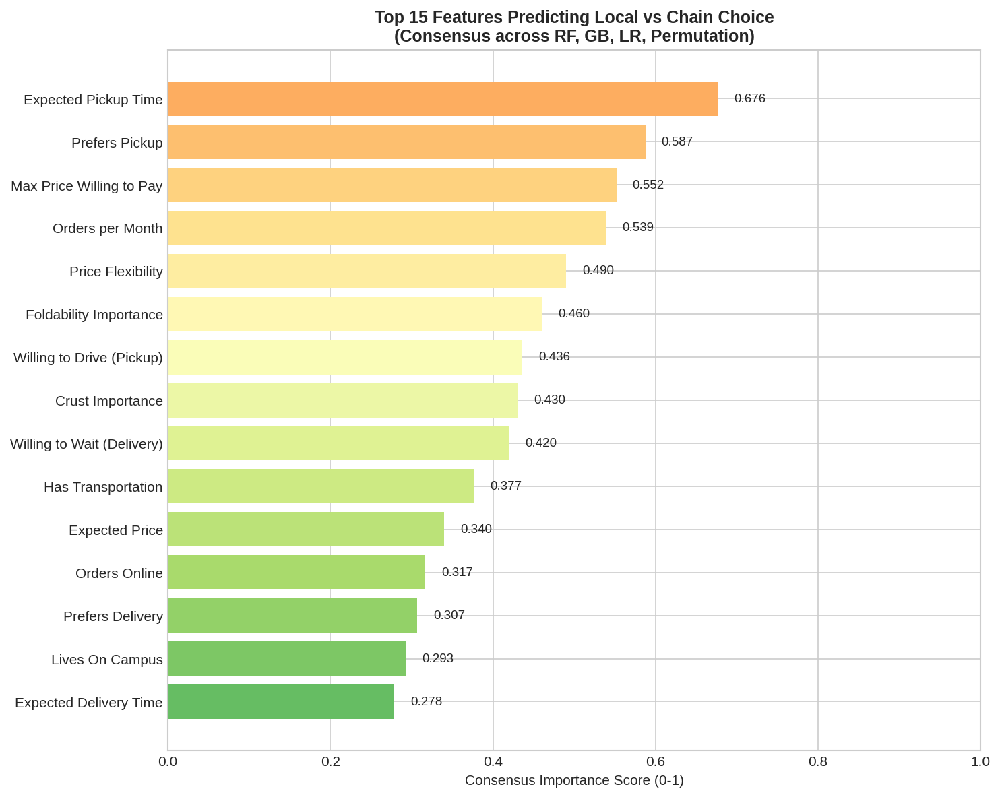 Top 15 Features Predicting Local vs Chain Choice
(Consensus across RF, GB, LR, Permutation)
Expected Pickup Time 0.676
Prefers Pickup 0.587
Max Price Willing to Pay 0.552
Orders per Month 0.539
Price Flexibility 0.490
Foldability Importance 0.460
Willing to Drive (Pickup) 0.436
Crust Importance 0.430
Willing to Wait (Delivery) 0.420
Has Transportation 0.377
Expected Price 0.340
Orders Online 0.317
Prefers Delivery 0.307
Lives On Campus 0.293
Expected Delivery Time 0.278
0.0 0.2 0.4 0.6 0.8 1.0
Consensus Importance Score (0-1)